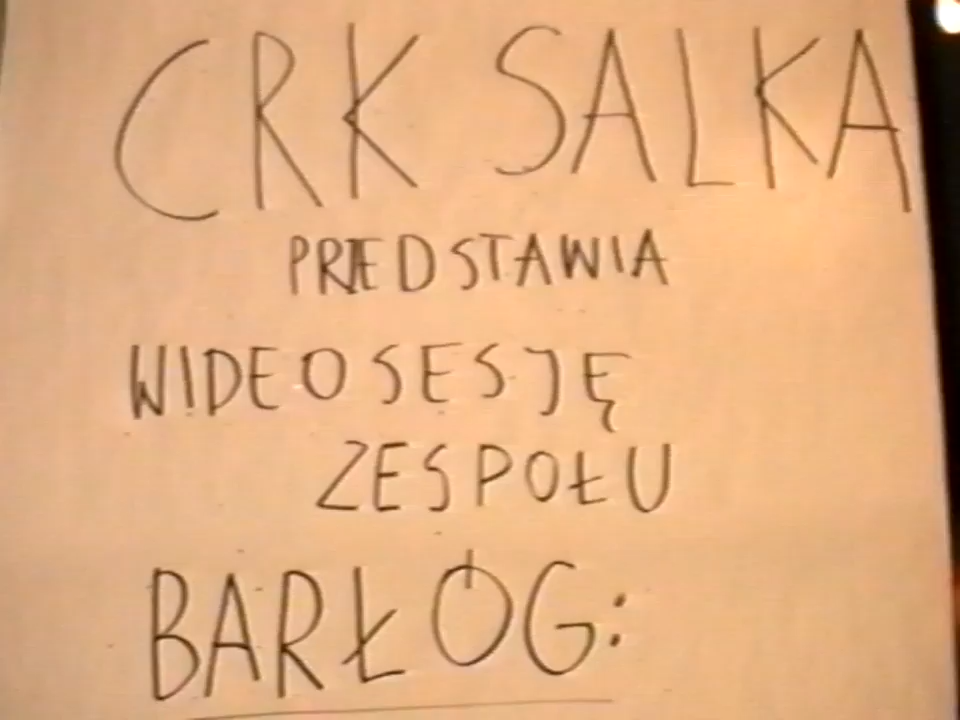 CRK SALKA
PRZEDSTAWIA
WIDEOSESJĘ
ZESPOŁU
BARŁÓG: